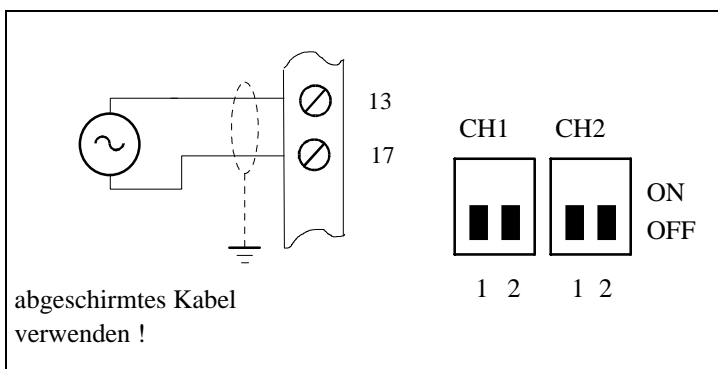 13
17
CH1 CH2
ON
OFF
1 2 1 2
abgeschirmtes Kabel
verwenden !